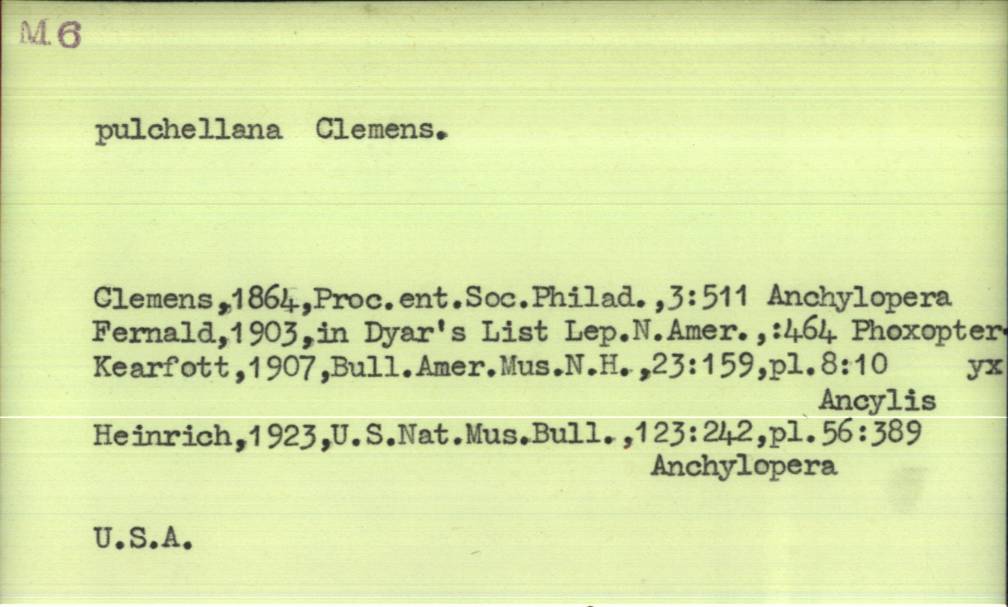 M6
pulchellana Clemens.
Clemens,1864,Proc.ent.Soc.Philad.,3:511 Anchylopera
Fernald,1903,in Dyar's List Lep.N.Amer.,:464 Phoxopter-
Kearfott,1907,Bull.Amer.Mus.N.H.,23:159,pl.8:10 yx
Ancylis
Heinrich,1923,U.S.Nat.Mus.Bull.,123:242,pl.56:389
Anchylopera
U.S.A.